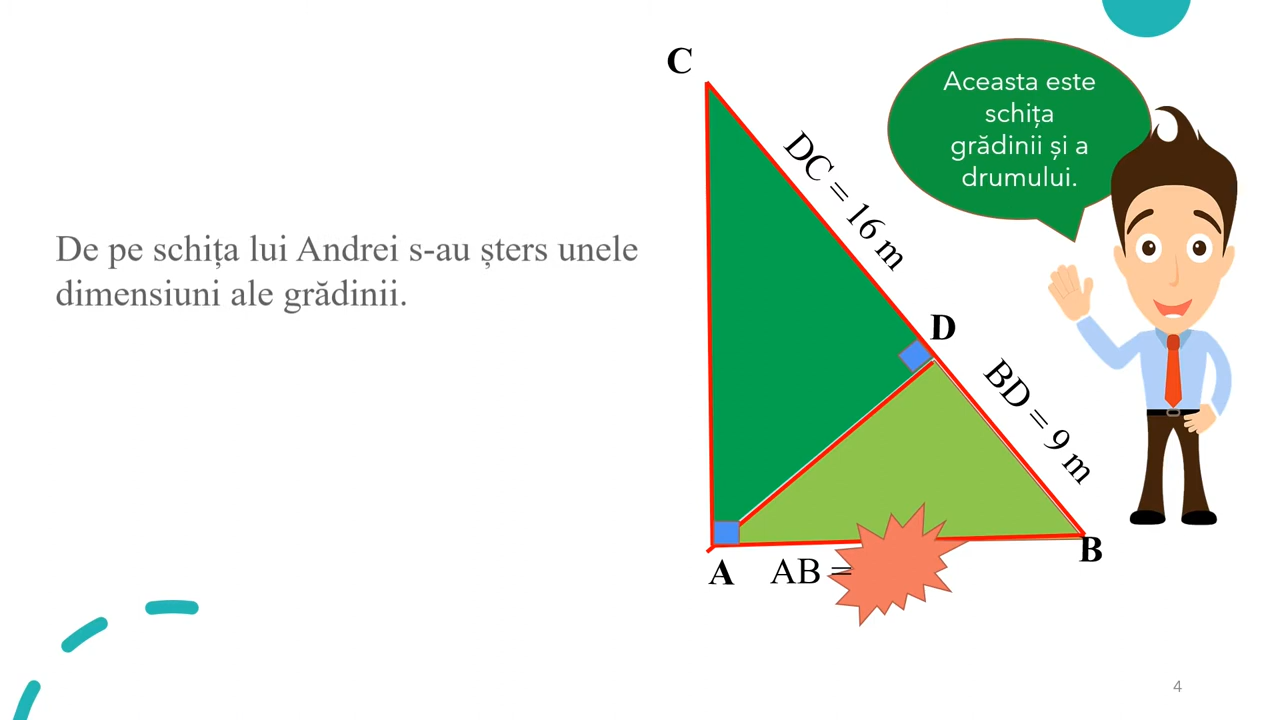 C
Aceasta este
schița
grădinii și a
drumului.
DC = 16 m
De pe schița lui Andrei s-au șters unele
dimensiuni ale grădinii.
D
BD = 9 m
B
A
AB =
4